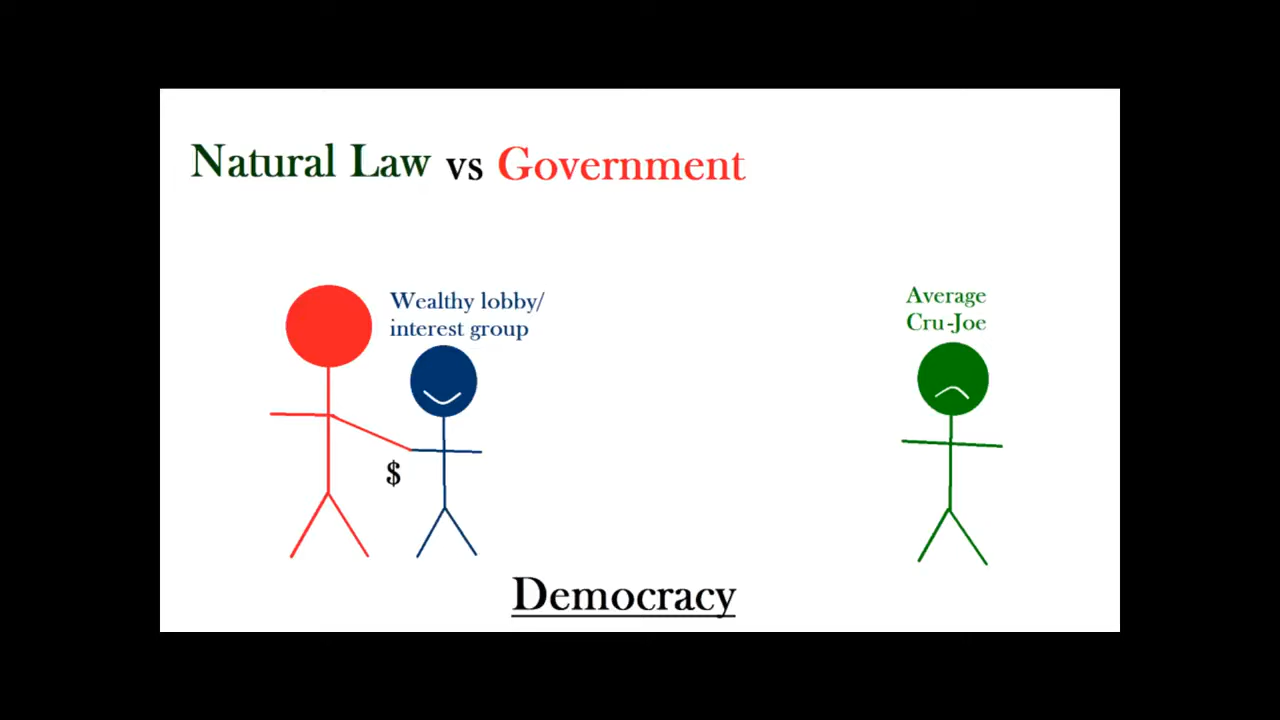 Natural Law vs Government
Wealthy lobby/
interest group
Average
Cru-Joe
$
Democracy